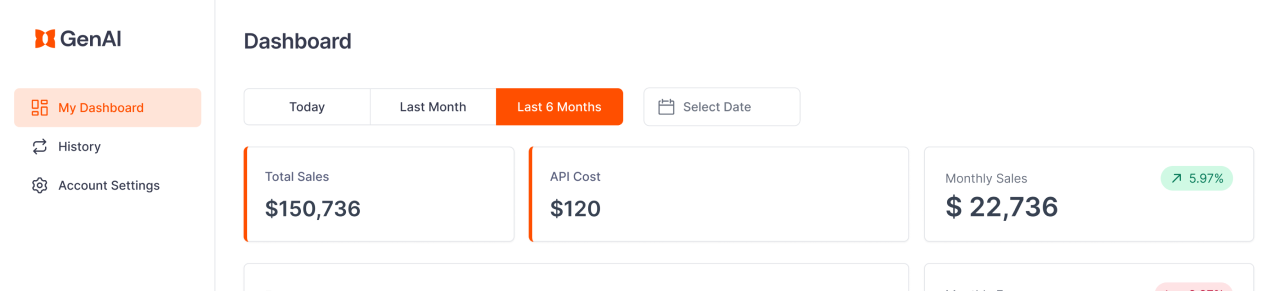 GenAI
My Dashboard
History
Account Settings
Dashboard
Today
Last Month
Last 6 Months
Select Date
Total Sales
$150,736
API Cost
$120
Monthly Sales
5.97%
$ 22,736